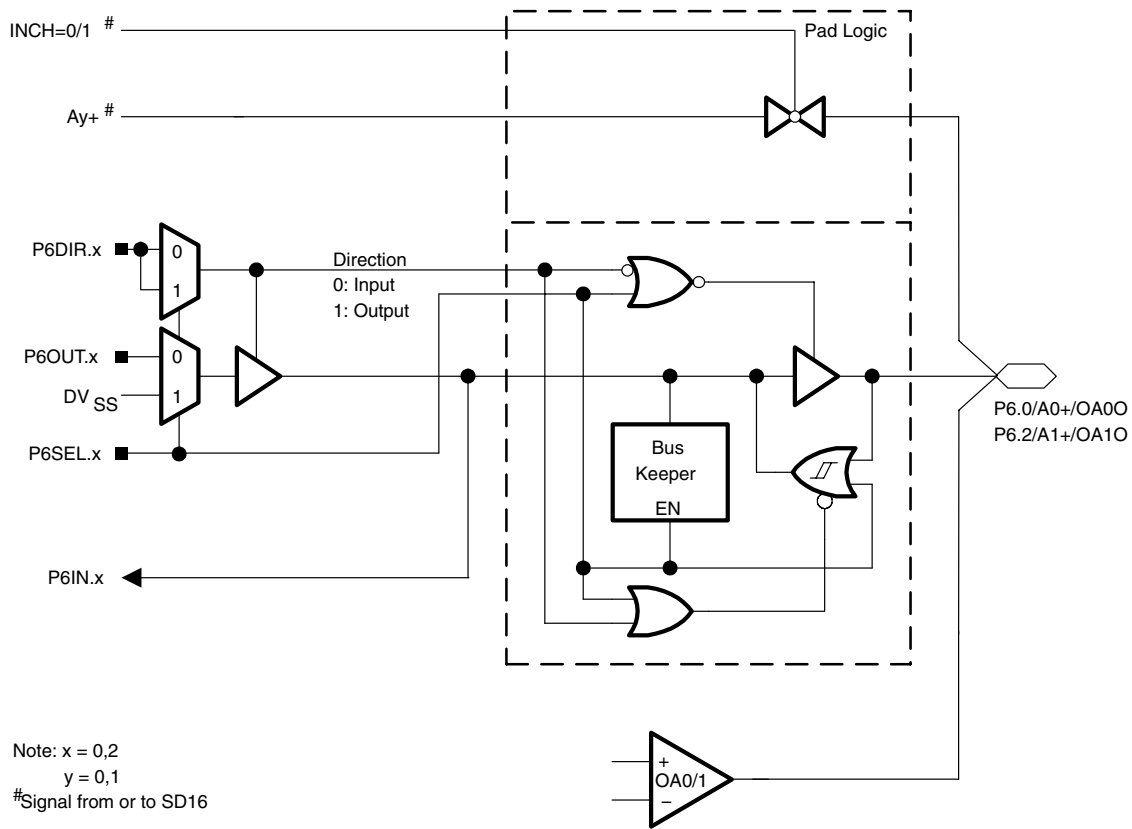 INCH=0/1 #
Pad Logic
Ay+ #
P6DIR.x
0
1
Direction
0: Input
1: Output
P6OUT.x
0
DVSS
1
P6SEL.x
P6.0/A0+/OA0O
P6.2/A1+/OA1O
Bus
Keeper
EN
P6IN.x
Note: x = 0,2
y = 0,1
#Signal from or to SD16
+
OA0/1
−